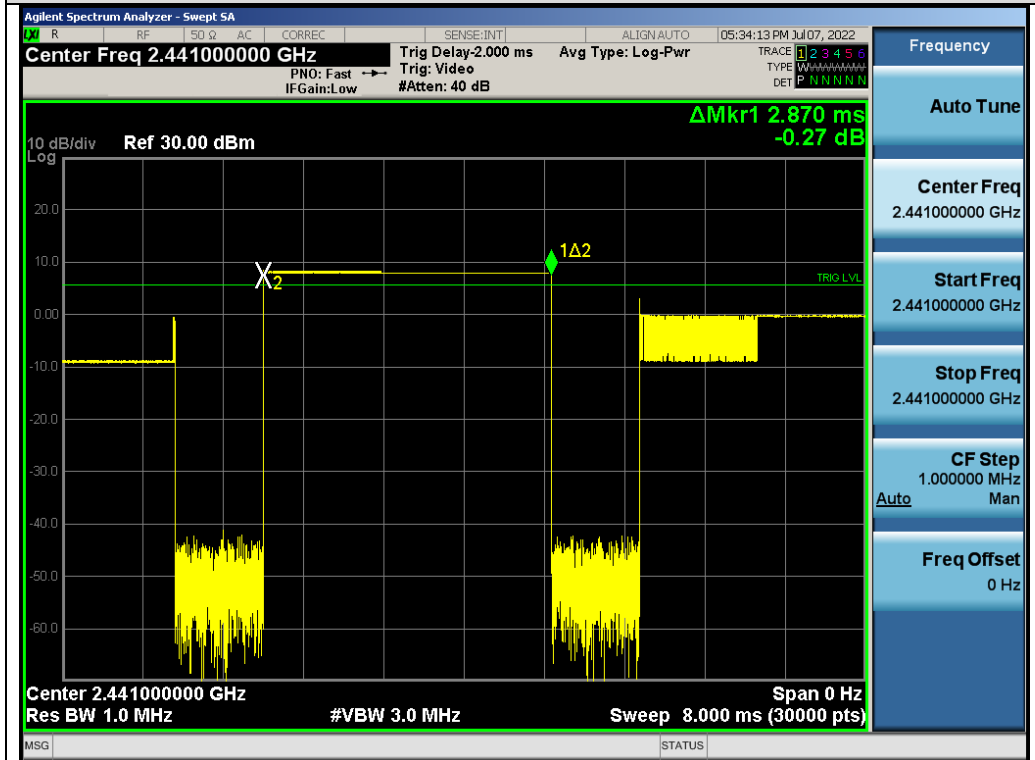 Agilent Spectrum Analyzer - Swept SA
LXI R RF 50 Ω AC CORREC SENSE:INT ALIGN AUTO 05:34:13 PM Jul 07, 2022
Center Freq 2.441000000 GHz
PNO: Fast
IFGain:Low
Trig Delay-2.000 ms
Trig: Video
#Atten: 40 dB
Avg Type: Log-Pwr
TRACE 1 2 3 4 5 6
TYPE WWWWWW
DET P N N N N N
ΔMkr1 2.870 ms
-0.27 dB
10 dB/div
Log
Ref 30.00 dBm
20.0
10.0
0.00
-10.0
-20.0
-30.0
-40.0
-50.0
-60.0
2
1Δ2
TRIG LVL
Center 2.441000000 GHz
Span 0 Hz
Res BW 1.0 MHz
#VBW 3.0 MHz
Sweep 8.000 ms (30000 pts)
MSG
STATUS
Frequency
Auto Tune
Center Freq
2.441000000 GHz
Start Freq
2.441000000 GHz
Stop Freq
2.441000000 GHz
CF Step
1.000000 MHz
Auto Man
Freq Offset
0 Hz